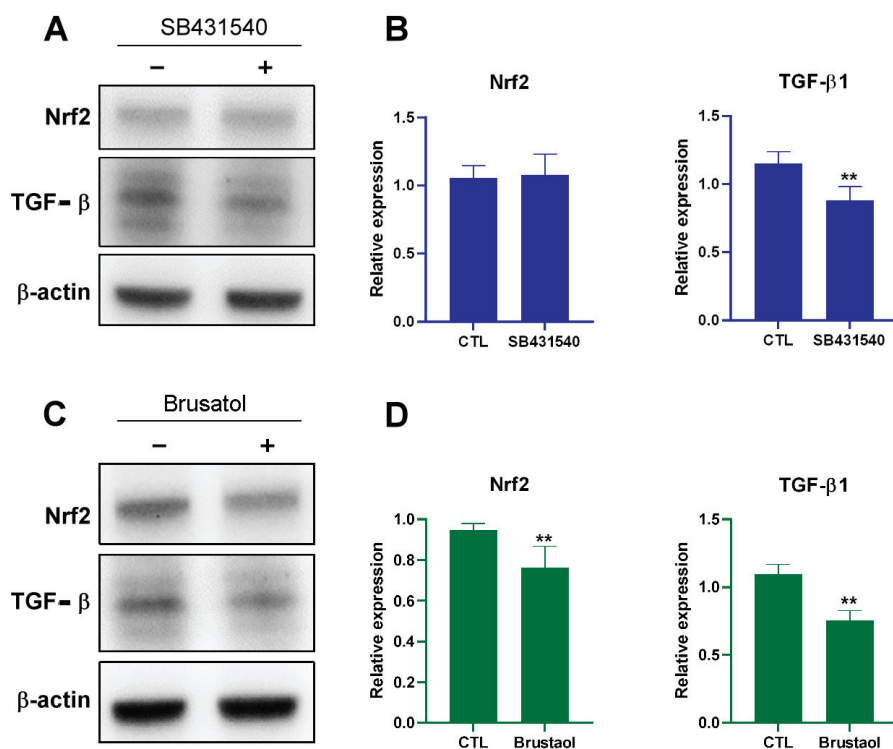 A
SB431540
– +
Nrf2
TGF- β
β-actin
B
Nrf2
Relative expression
1.5
1.0
0.5
0.0
CTL SB431540
TGF-β1
Relative expression
1.5
**
1.0
0.5
0.0
CTL SB431540
C
Brusatol
– +
Nrf2
TGF- β
β-actin
D
Nrf2
Relative expression
1.0
**
0.8
0.6
0.4
0.2
0.0
CTL Brustaol
TGF-β1
Relative expression
1.5
1.0
**
0.5
0.0
CTL Brustaol